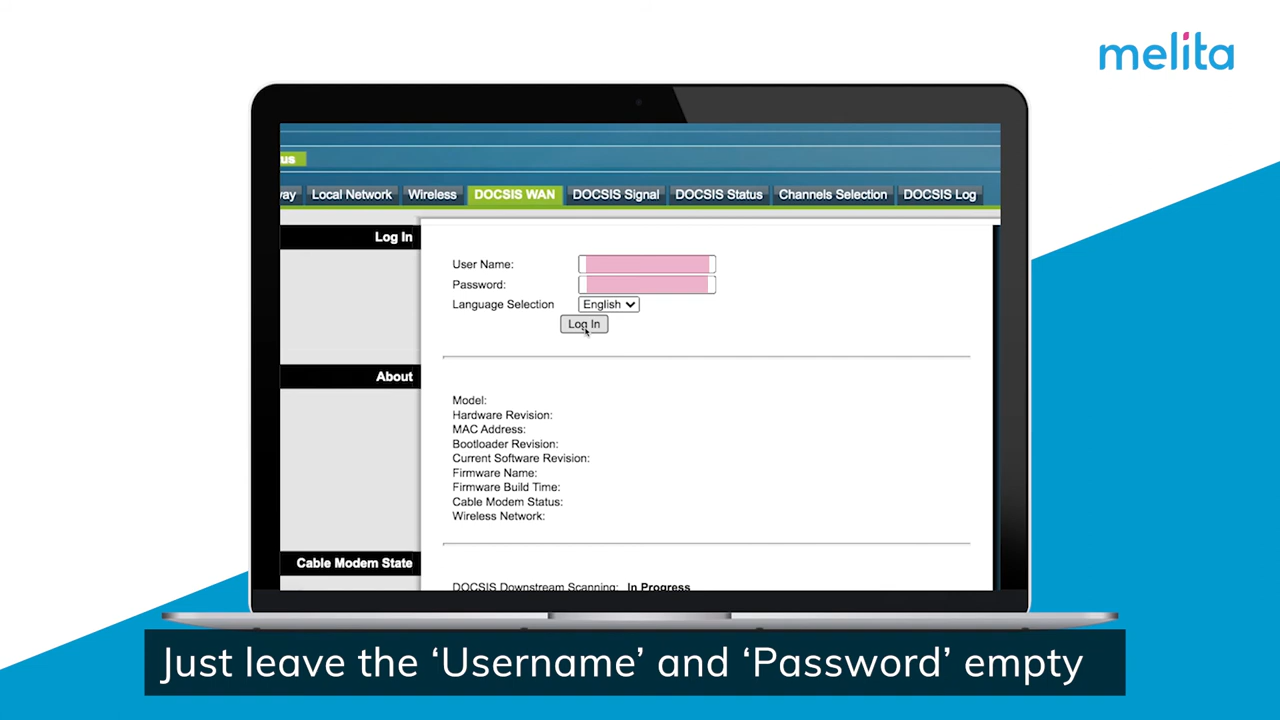 melita
us
ay
Local Network
Wireless
DOCSIS WAN
DOCSIS Signal
DOCSIS Status
Channels Selection
DOCSIS Log
Log In
User Name:
Password:
Language Selection
English
Log In
About
Model:
Hardware Revision:
MAC Address:
Bootloader Revision:
Current Software Revision:
Firmware Name:
Firmware Build Time:
Cable Modem Status:
Wireless Network:
Cable Modem State
DOCSIS Downstream Scanning: In Progress
Just leave the ‘Username’ and ‘Password’ empty